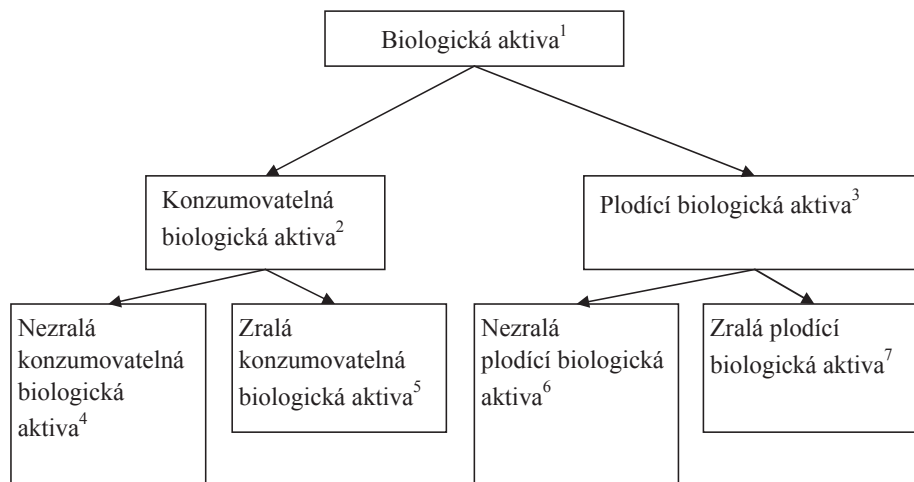 Biologická aktiva¹
Konzumovatelná
biologická aktiva²
Plodící biologická aktiva³
Nezralá
konzumovatelná
biologická
aktiva⁴
Zralá
konzumovatelná
biologická aktiva⁵
Nezralá
plodící biologická
aktiva⁶
Zralá plodící
biologická aktiva⁷